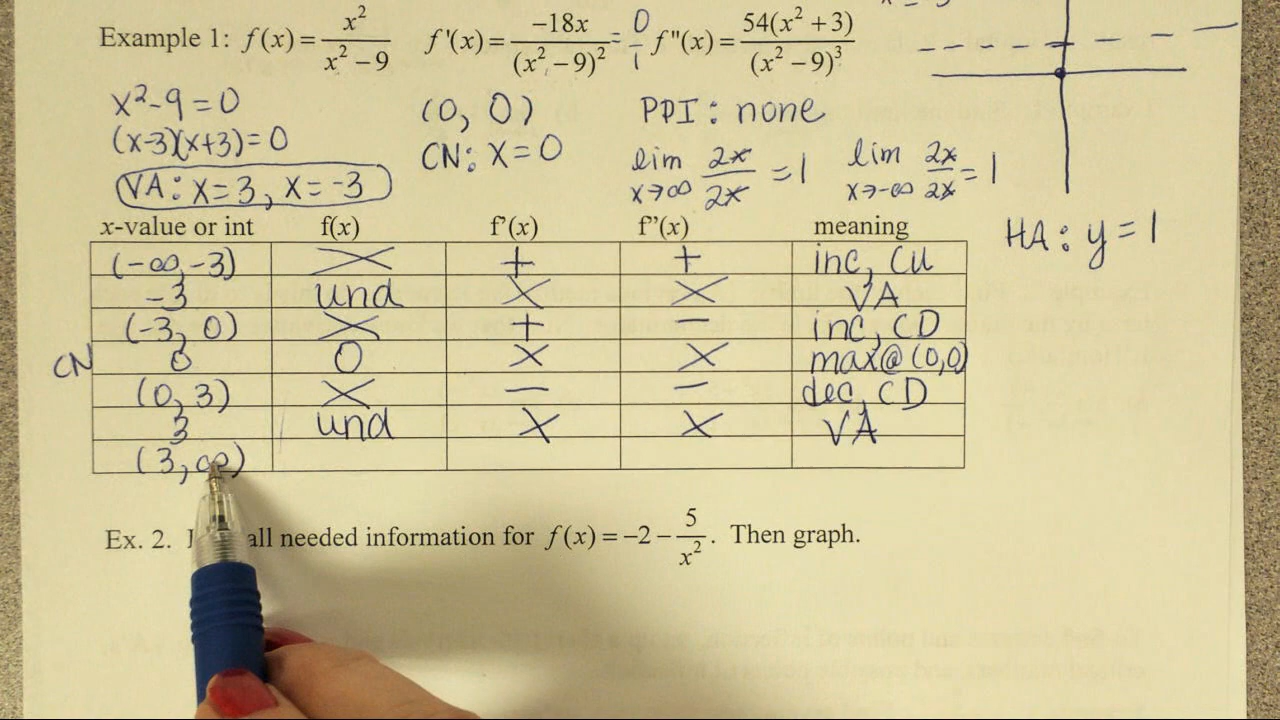 Example 1: f(x) = x²/(x² − 9) f'(x) = −18x/(x² − 9)² = 0/1 f"(x) = 54(x² + 3)/(x² − 9)³
x² − 9 = 0 (0, 0) PPI: none
(x-3)(x+3) = 0 CN: x = 0 lim x→∞ 2x/2x = 1 lim x→-∞ 2x/2x = 1
VA: x = 3, x = -3
x-value or int f(x) f'(x) f"(x) meaning HA: y = 1
(-∞, -3) X + + inc, CU
-3 und X X VA
(-3, 0) X + − inc, CD
CN 0 0 X X max@(0,0)
(0, 3) X − − dec, CD
3 und X X VA
(3, ∞)
Ex. 2. all needed information for f(x) = −2 − 5/x². Then graph.